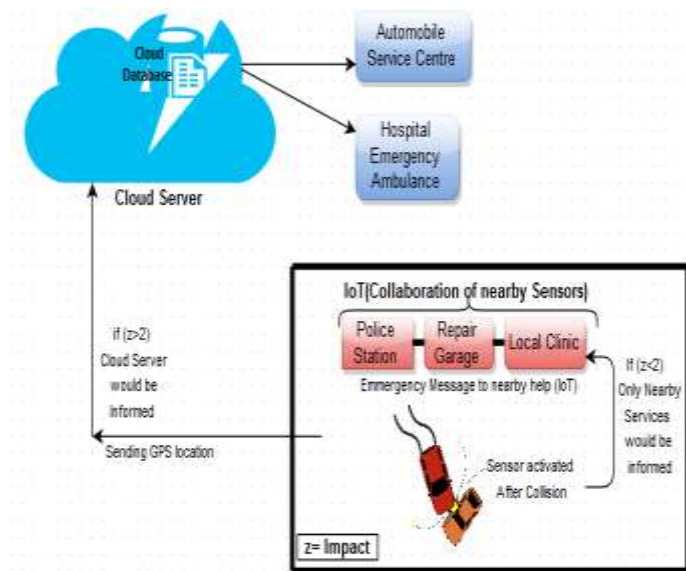 Cloud
Database
Automobile
Service Centre
Hospital
Emergency
Ambulance
Cloud Server
if (z>2)
Cloud Server
would be
Informed
Sending GPS location
IoT(Collaboration of nearby Sensors)
Police
Station
Repair
Garage
Local Clinic
Emmergency Message to nearby help (IoT)
If (z<2)
Only Nearby
Services
would be
informed
Sensor activated
After Collision
z= Impact